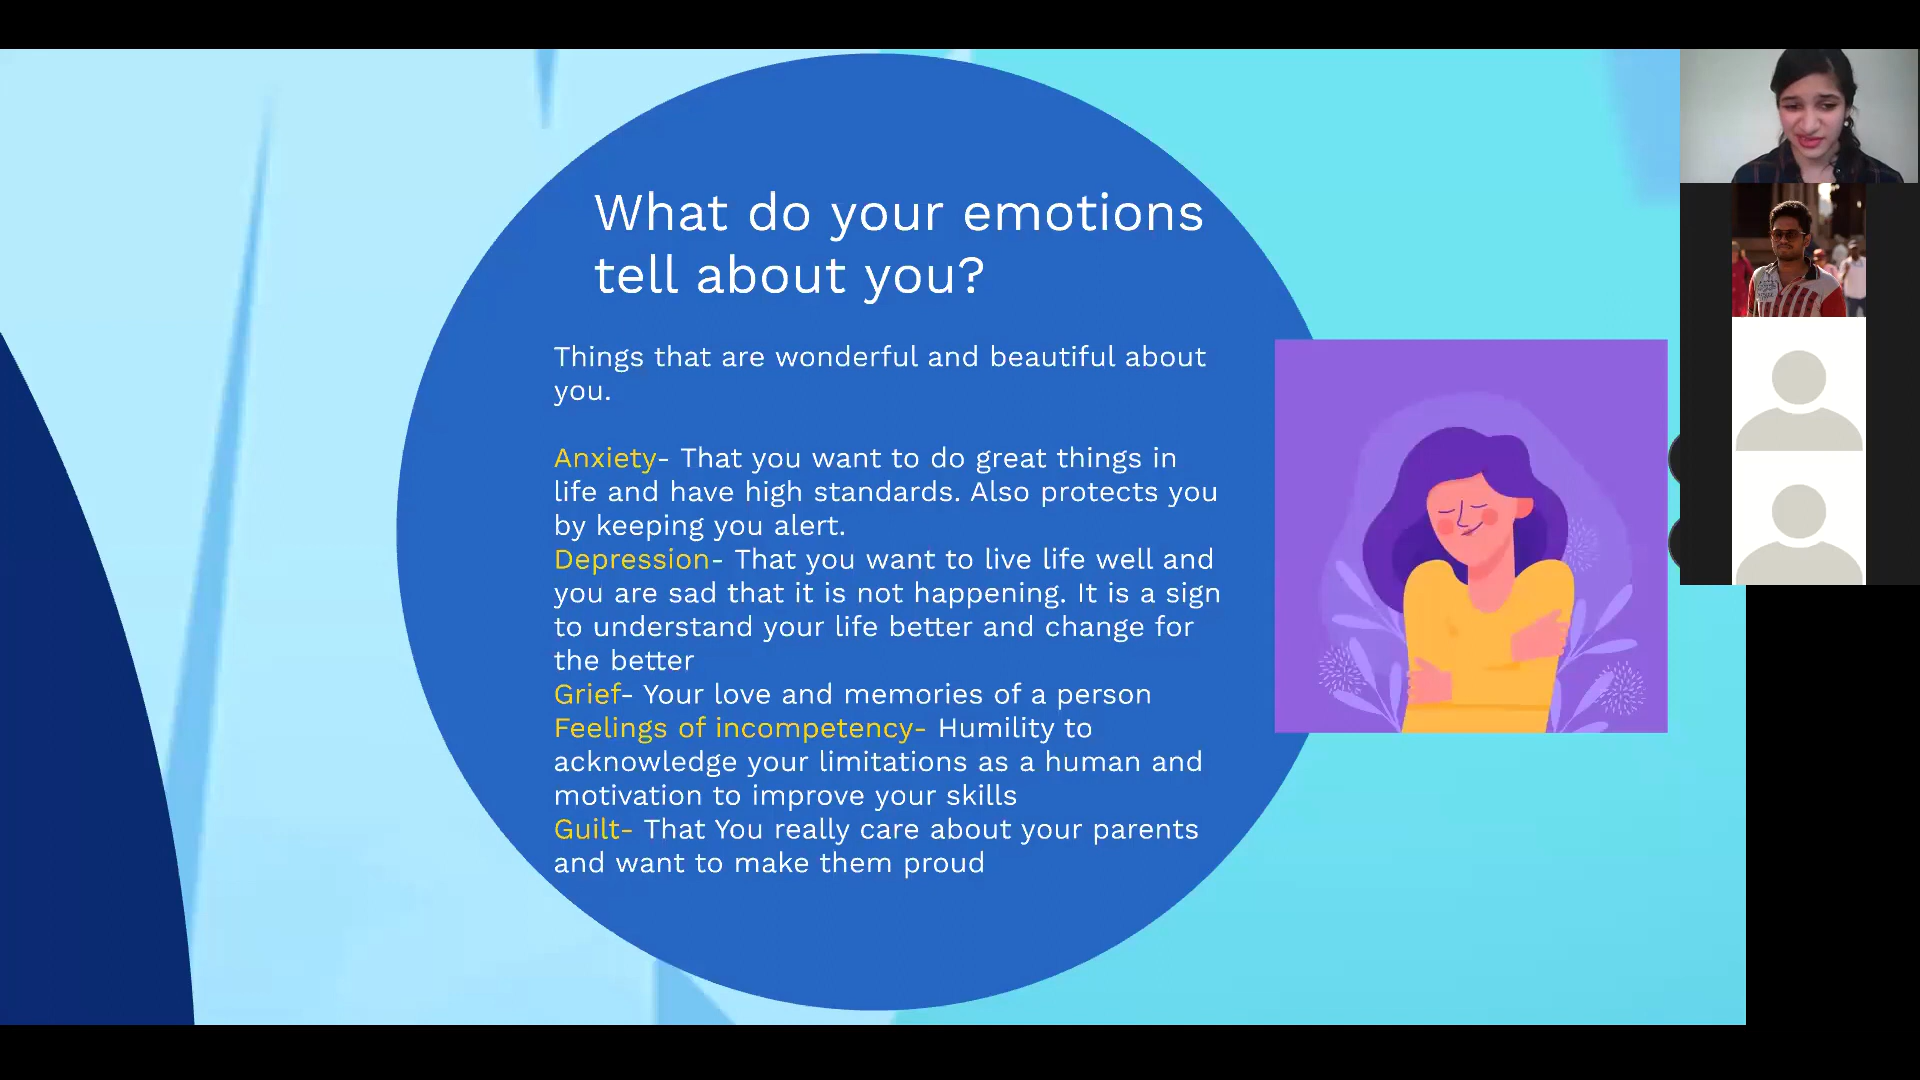 What do your emotions
tell about you?
Things that are wonderful and beautiful about
you.
Anxiety- That you want to do great things in
life and have high standards. Also protects you
by keeping you alert.
Depression- That you want to live life well and
you are sad that it is not happening. It is a sign
to understand your life better and change for
the better
Grief- Your love and memories of a person
Feelings of incompetency- Humility to
acknowledge your limitations as a human and
motivation to improve your skills
Guilt- That You really care about your parents
and want to make them proud